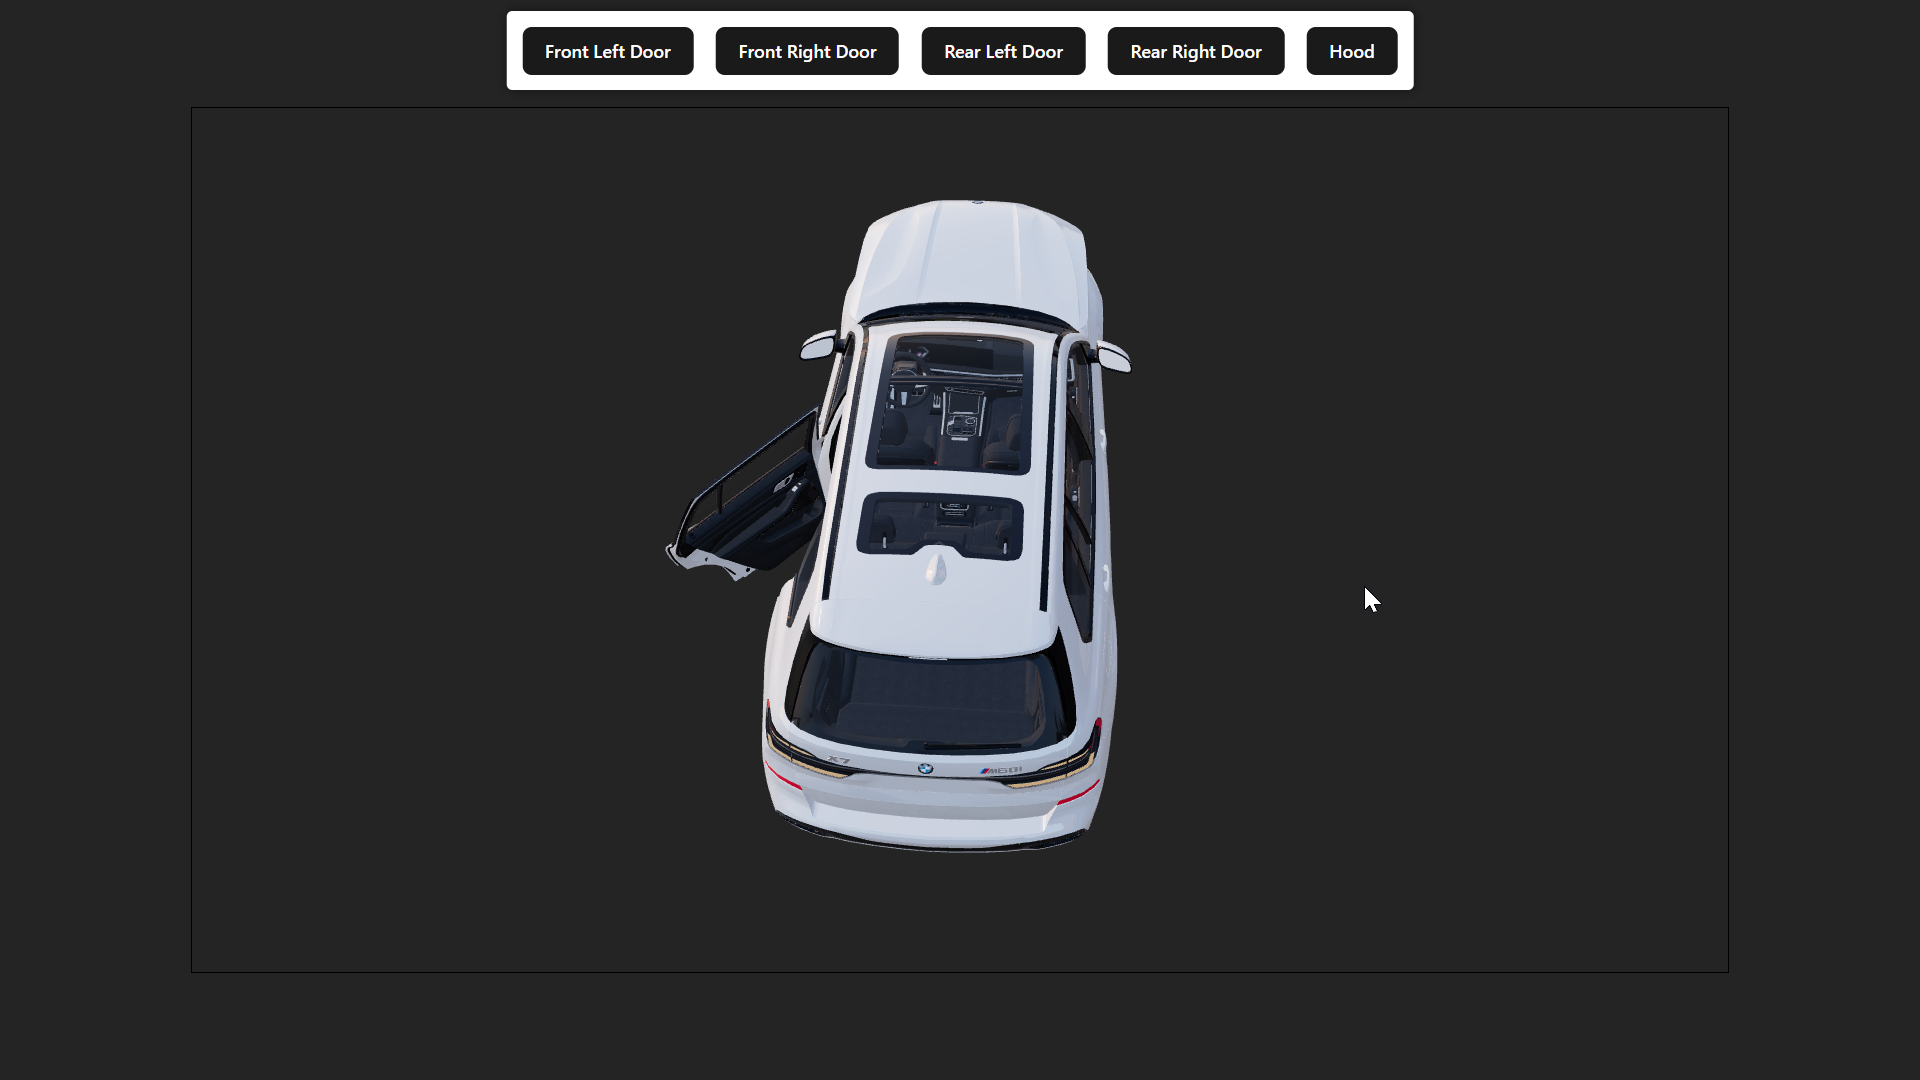 Front Left Door
Front Right Door
Rear Left Door
Rear Right Door
Hood
X7
M60i